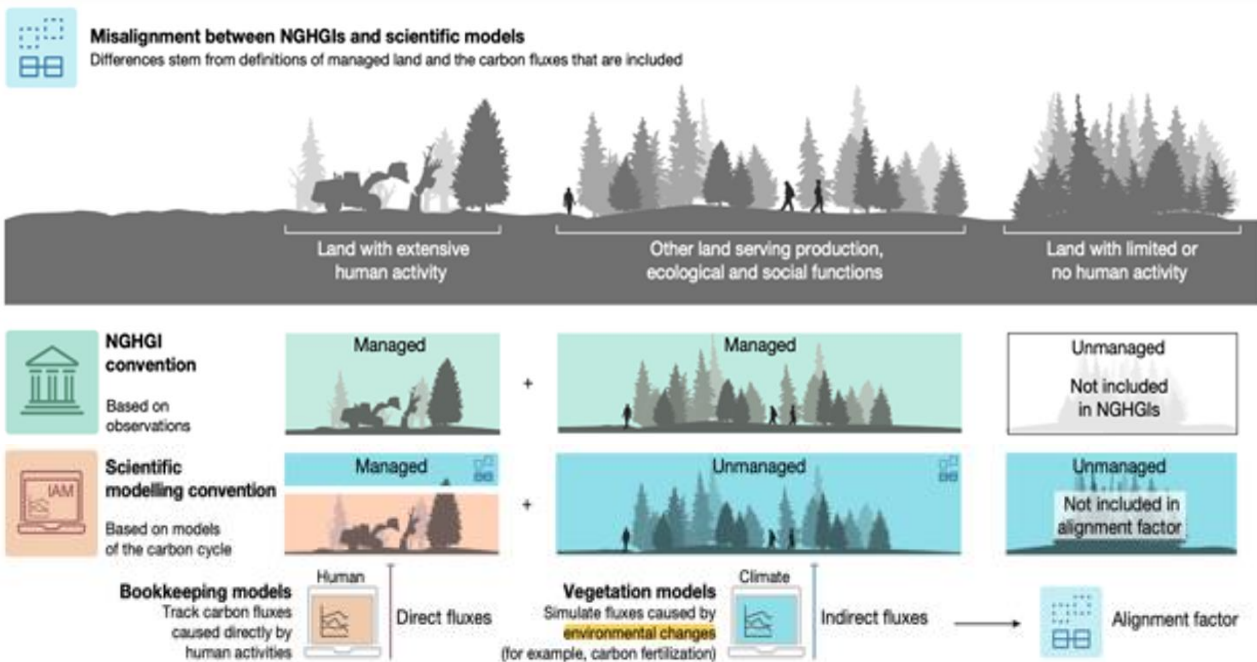 Misalignment between NGHGIs and scientific models
Differences stem from definitions of managed land and the carbon fluxes that are included
Land with extensive
human activity
Other land serving production,
ecological and social functions
Land with limited or
no human activity
NGHGI
convention
Based on
observations
Managed
+
Managed
Unmanaged
Not included
in NGHGIs
Scientific
modelling convention
Based on models
of the carbon cycle
IAM
Managed
+
Unmanaged
Unmanaged
Not included in
alignment factor
Bookkeeping models
Track carbon fluxes
caused directly by
human activities
Human
Direct fluxes
Vegetation models
Simulate fluxes caused by
environmental changes
(for example, carbon fertilization)
Climate
Indirect fluxes
Alignment factor